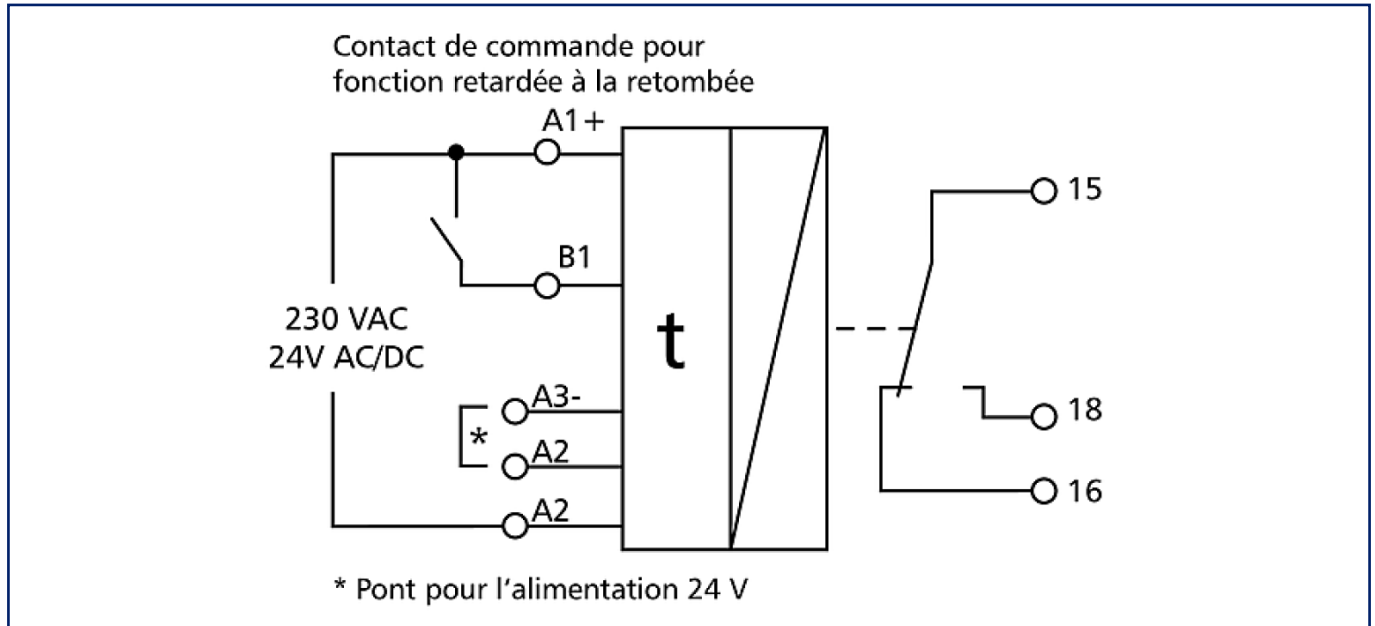 Contact de commande pour
fonction retardée à la retombée
A1+
15
B1
230 VAC
24V AC/DC
t
A3-
18
*
A2
16
A2
* Pont pour l'alimentation 24 V